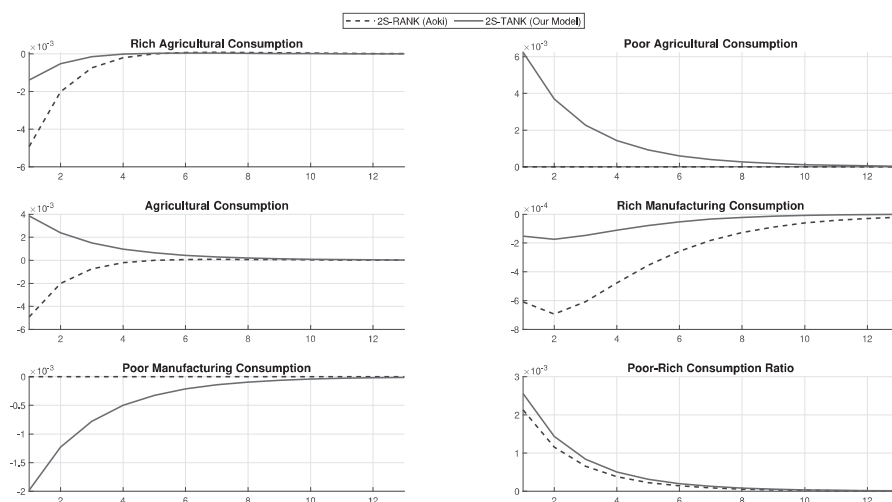 2S-RANK (Aoki) 2S-TANK (Our Model)
×10⁻³ Rich Agricultural Consumption
0
-2
-4
-6
2 4 6 8 10 12
×10⁻³ Poor Agricultural Consumption
6
4
2
0
2 4 6 8 10 12
×10⁻³ Agricultural Consumption
4
2
0
-2
-4
-6
2 4 6 8 10 12
×10⁻⁴ Rich Manufacturing Consumption
0
-2
-4
-6
-8
2 4 6 8 10 12
×10⁻³ Poor Manufacturing Consumption
0
-0.5
-1
-1.5
-2
2 4 6 8 10 12
×10⁻³ Poor-Rich Consumption Ratio
3
2
1
0
2 4 6 8 10 12